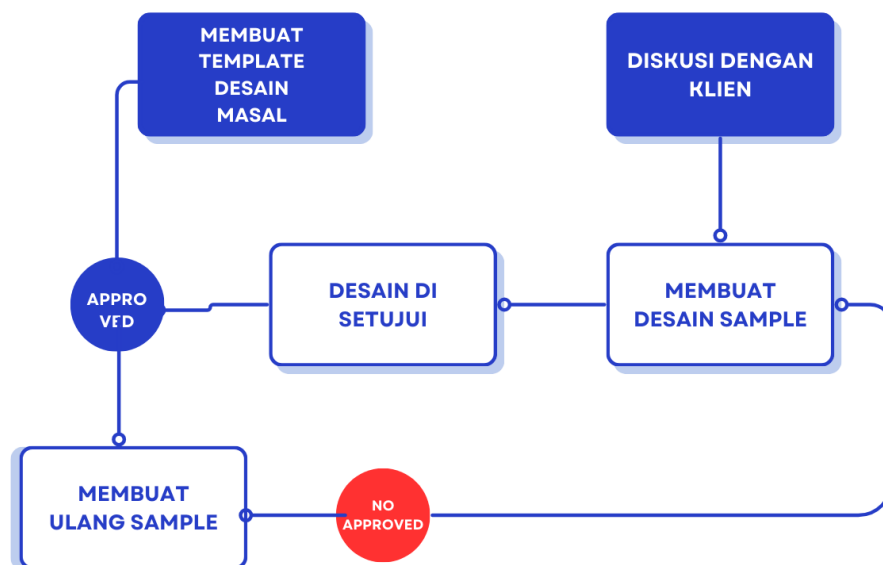 MEMBUAT
TEMPLATE
DESAIN
MASAL
DISKUSI DENGAN
KLIEN
APPRO
VED
DESAIN DI
SETUJUI
MEMBUAT
DESAIN SAMPLE
MEMBUAT
ULANG SAMPLE
NO
APPROVED